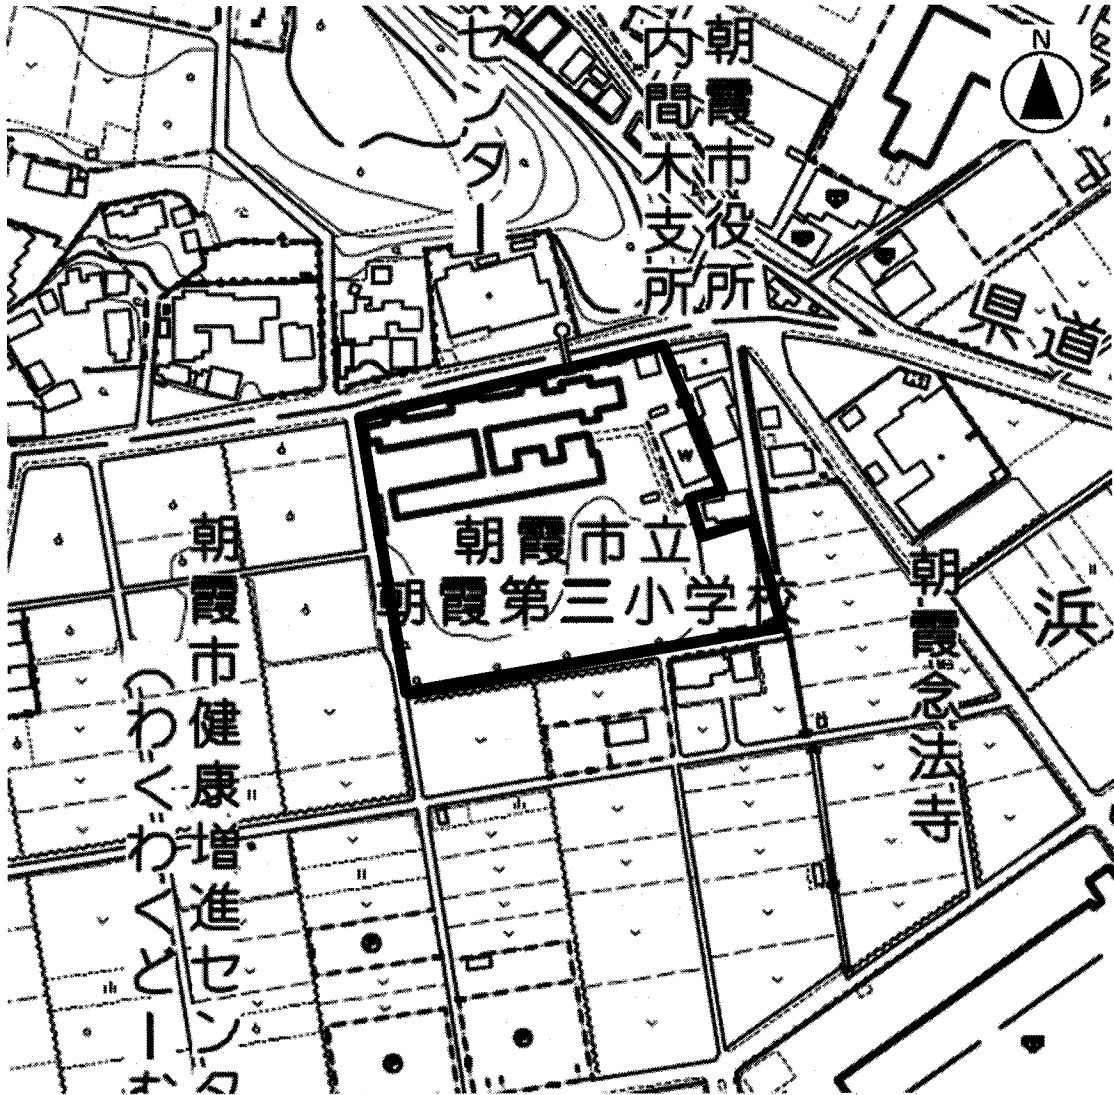 N
センター
朝霞市役所
内間木支所
県道
朝霞市立
朝霞第三小学校
W
朝霞念法寺
浜
朝霞市健康増進センタ
(わくわくどーむ